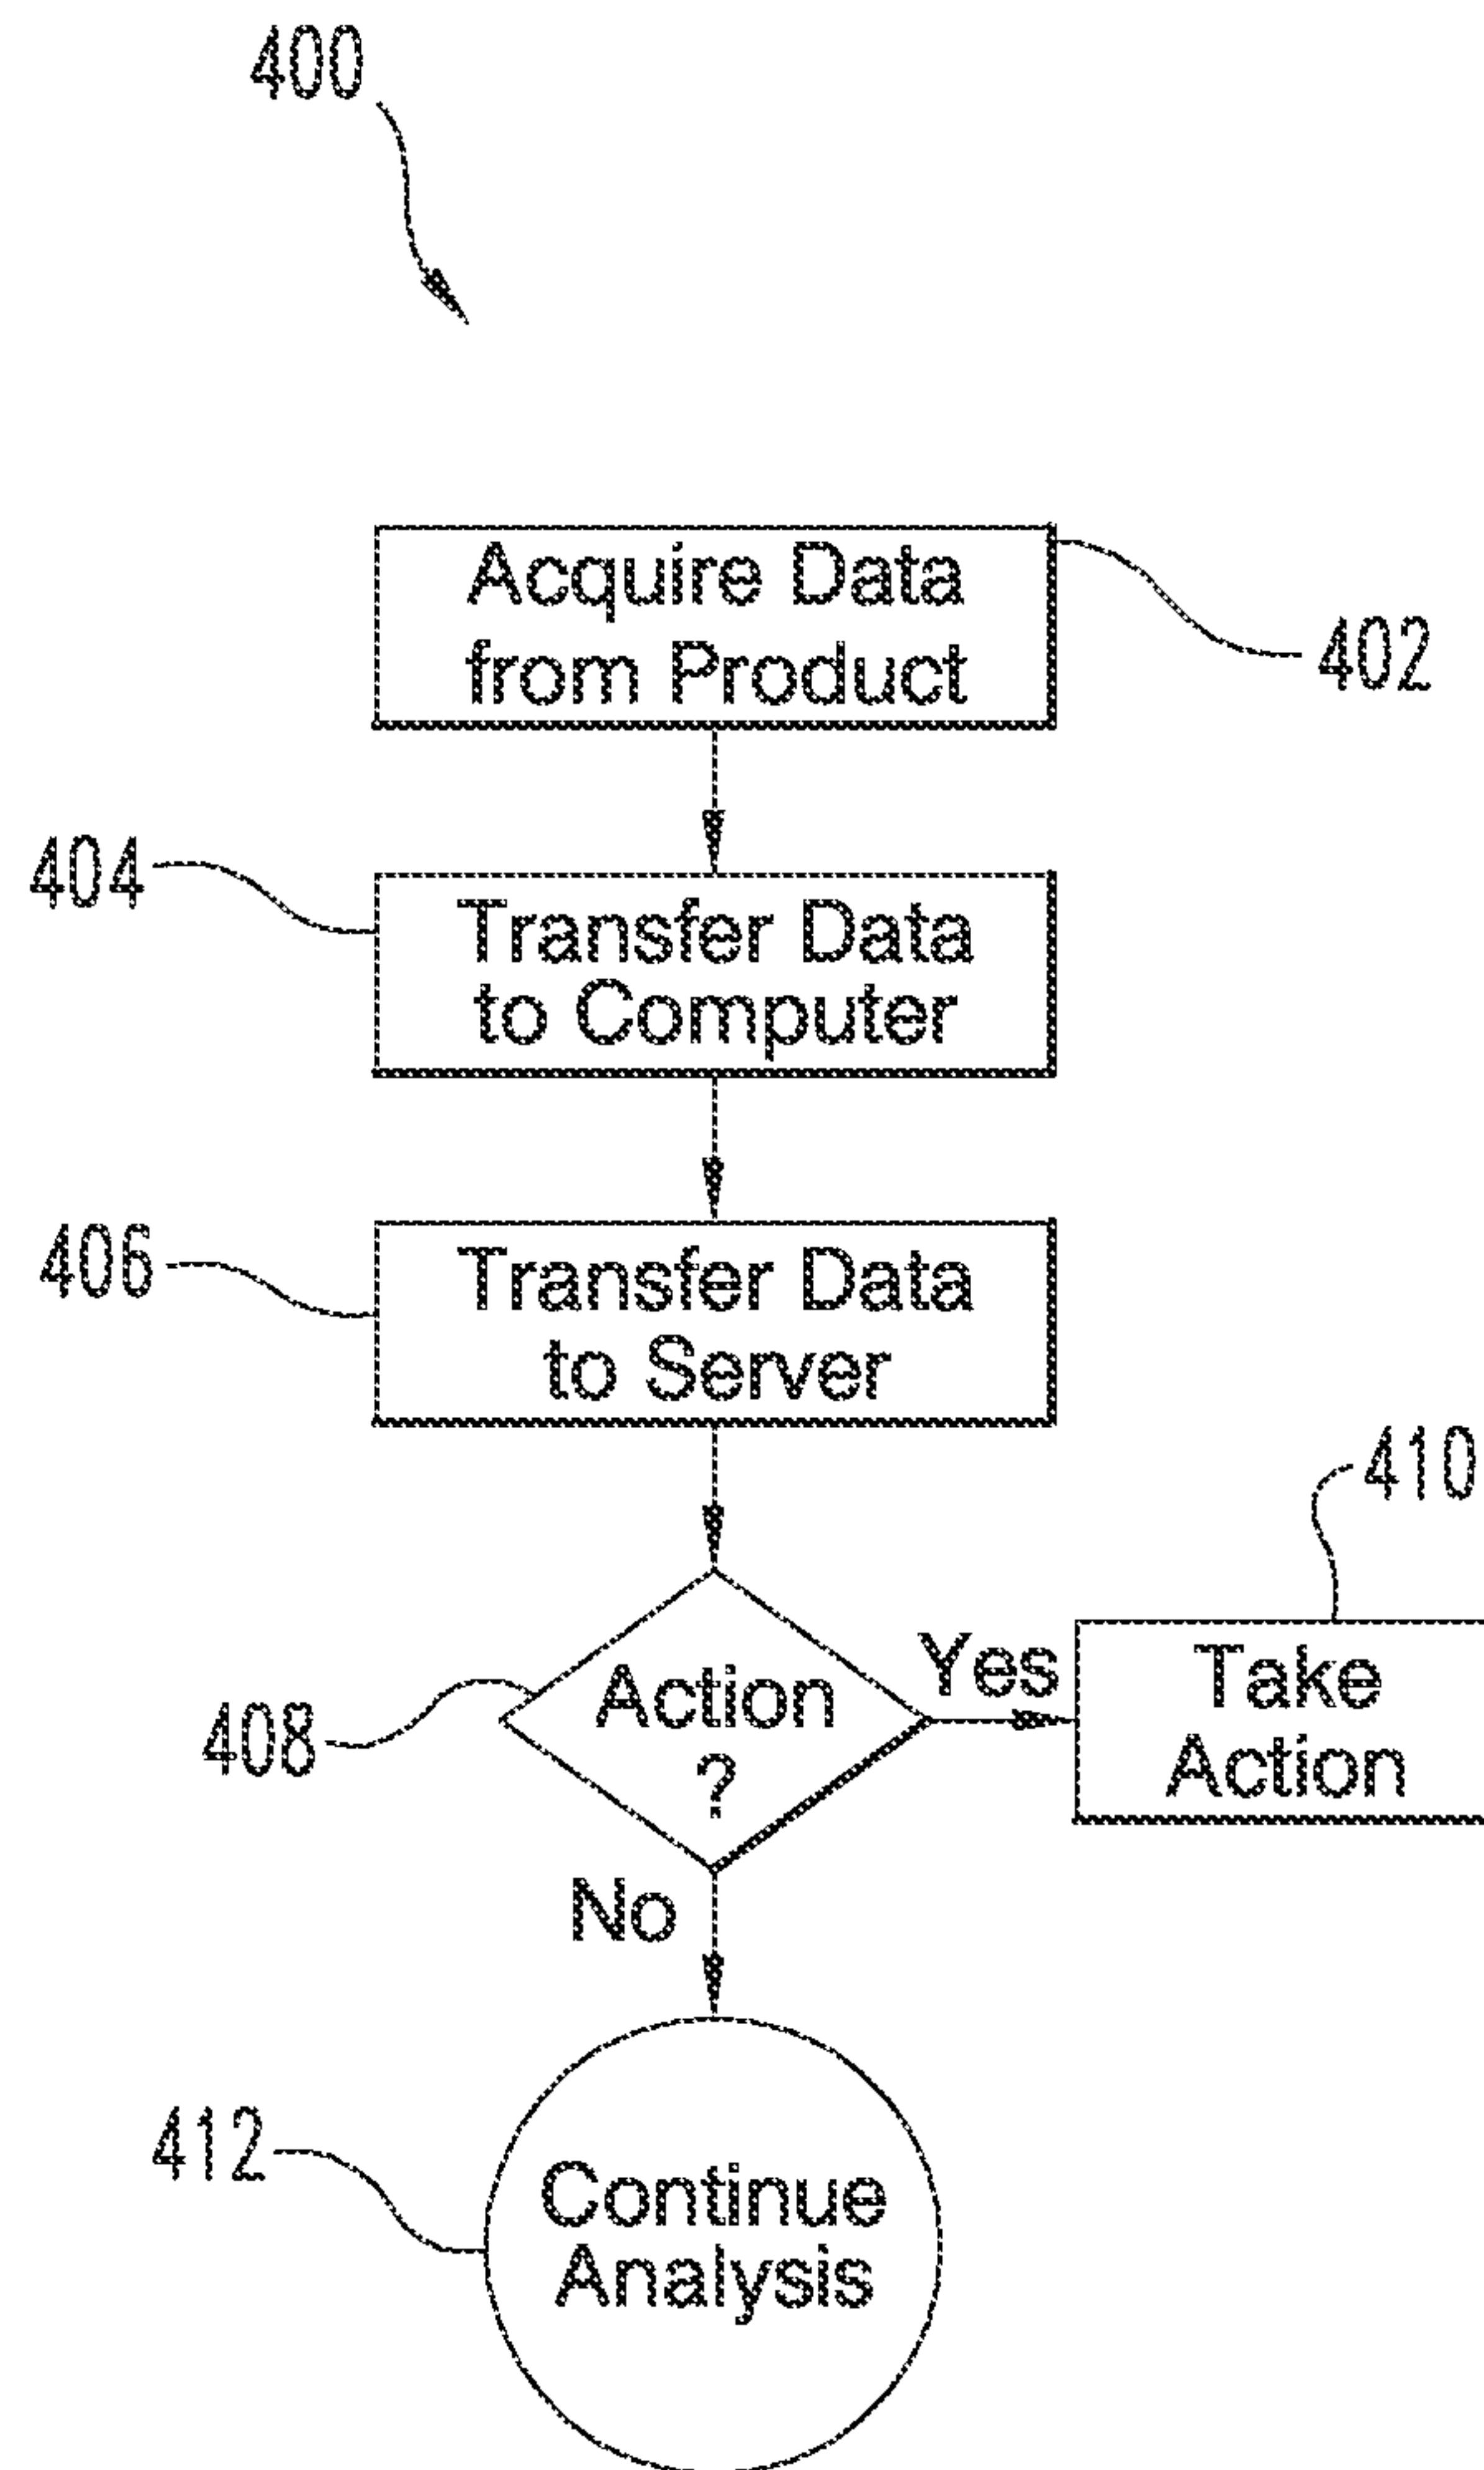 400
Acquire Data
from Product
402
404
Transfer Data
to Computer
406
Transfer Data
to Server
410
408
Action
?
Yes
Take
Action
No
412
Continue
Analysis